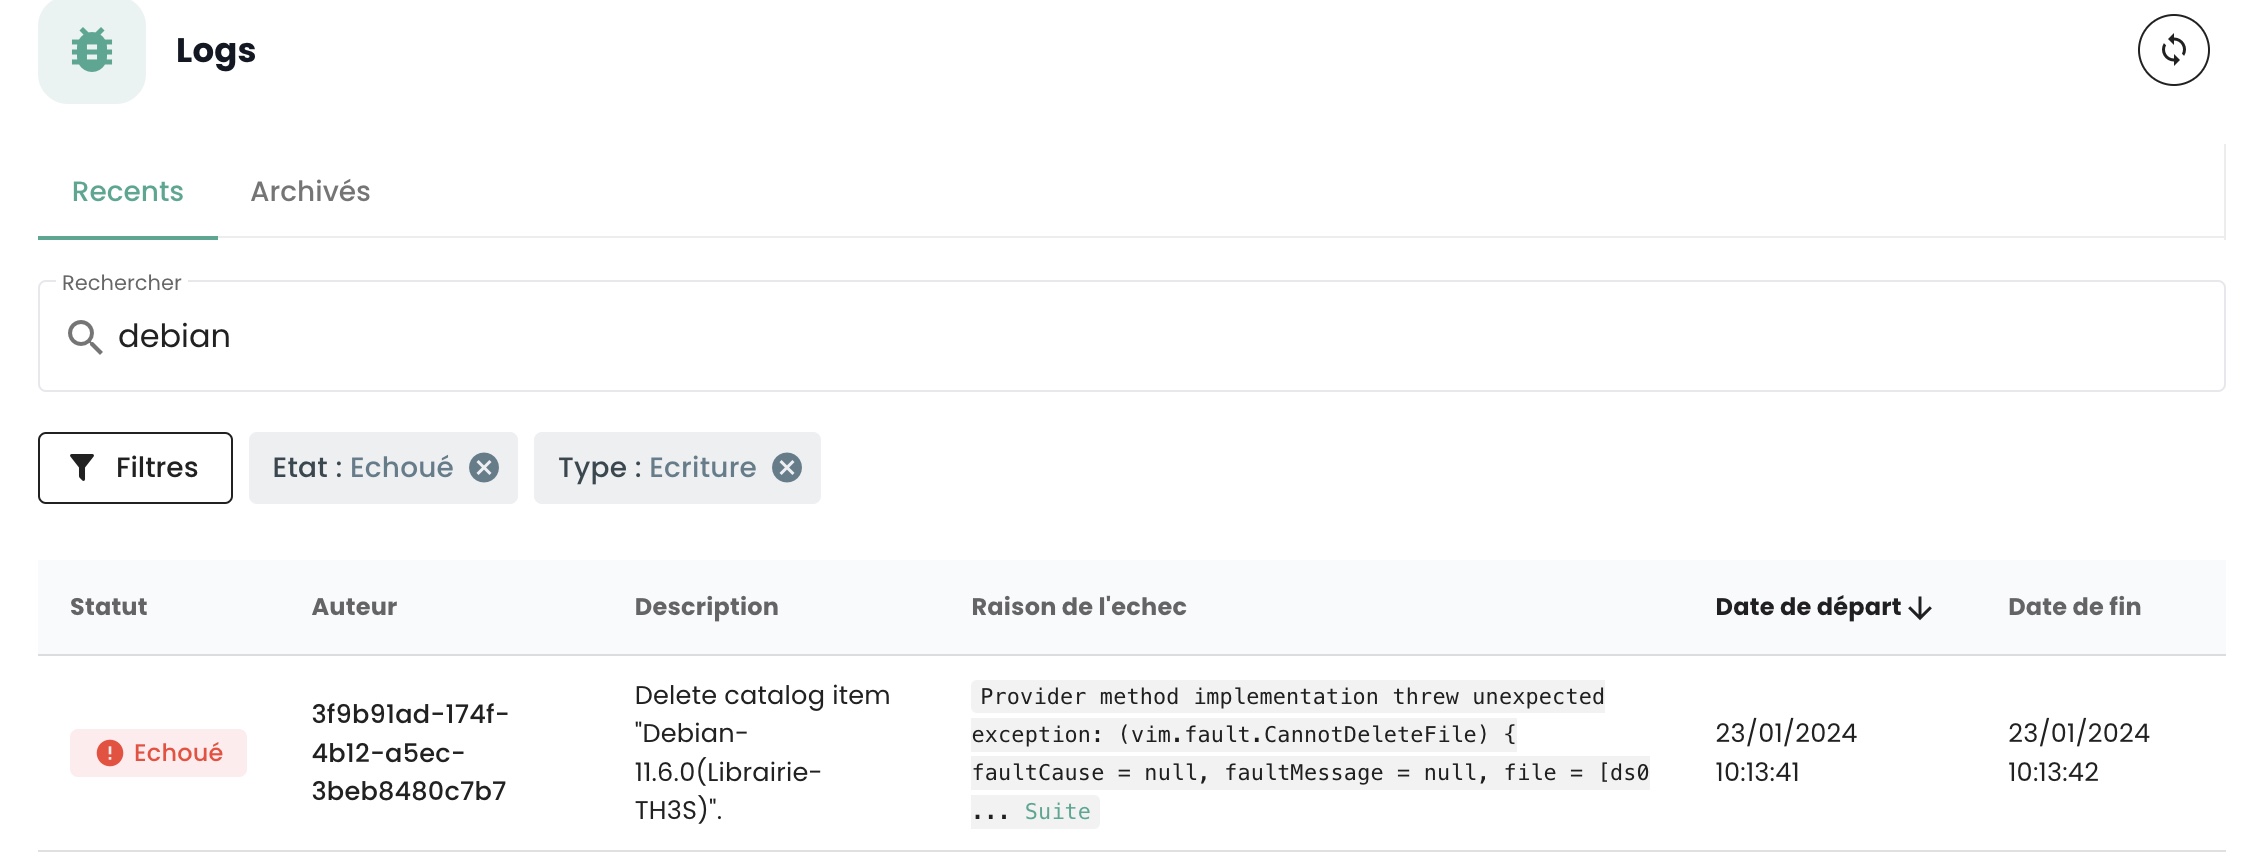 Logs
Recents Archivés
Rechercher
debian
Filtres Etat : Echoué Type : Ecriture
Statut Auteur Description Raison de l'echec Date de départ Date de fin
Echoué
3f9b91ad-174f-
4b12-a5ec-
3beb8480c7b7
Delete catalog item
"Debian-
11.6.0(Librairie-
TH3S)".
Provider method implementation threw unexpected
exception: (vim.fault.CannotDeleteFile) {
faultCause = null, faultMessage = null, file = [ds0
... Suite
23/01/2024
10:13:41
23/01/2024
10:13:42